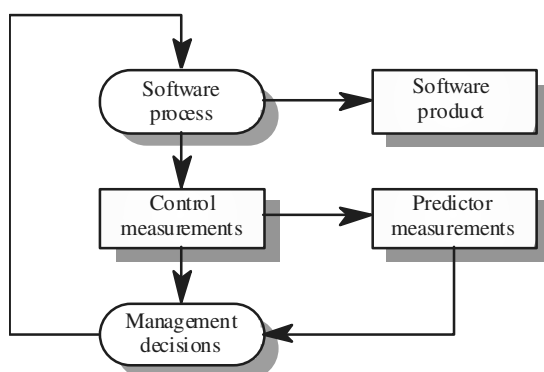 Software
process
Software
product
Control
measurements
Predictor
measurements
Management
decisions